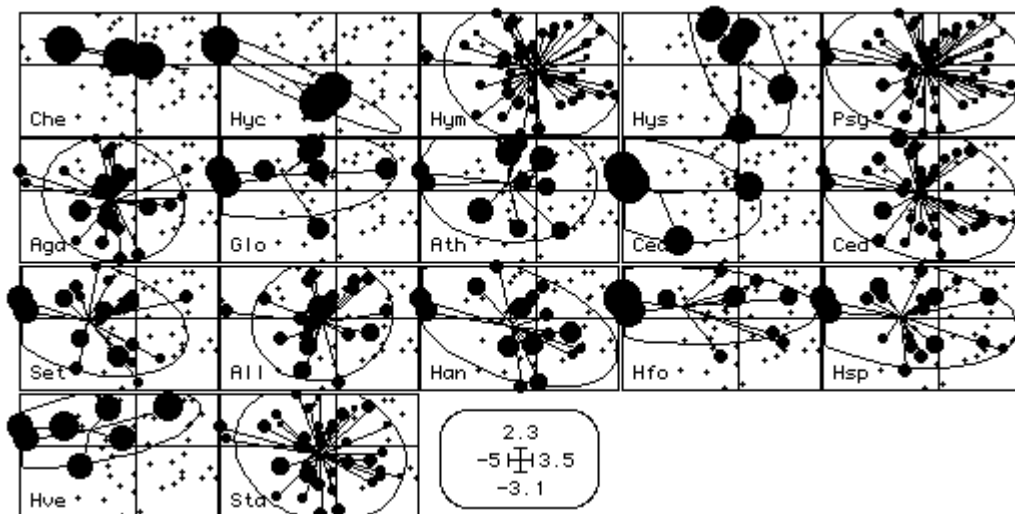 Che
Hyc
Hym
Hys
Psy
Aga
Glo
Ath
Cec
Ced
Set
All
Han
Hfo
Hsp
Hve
Sta
2.3
-5 3.5
-3.1